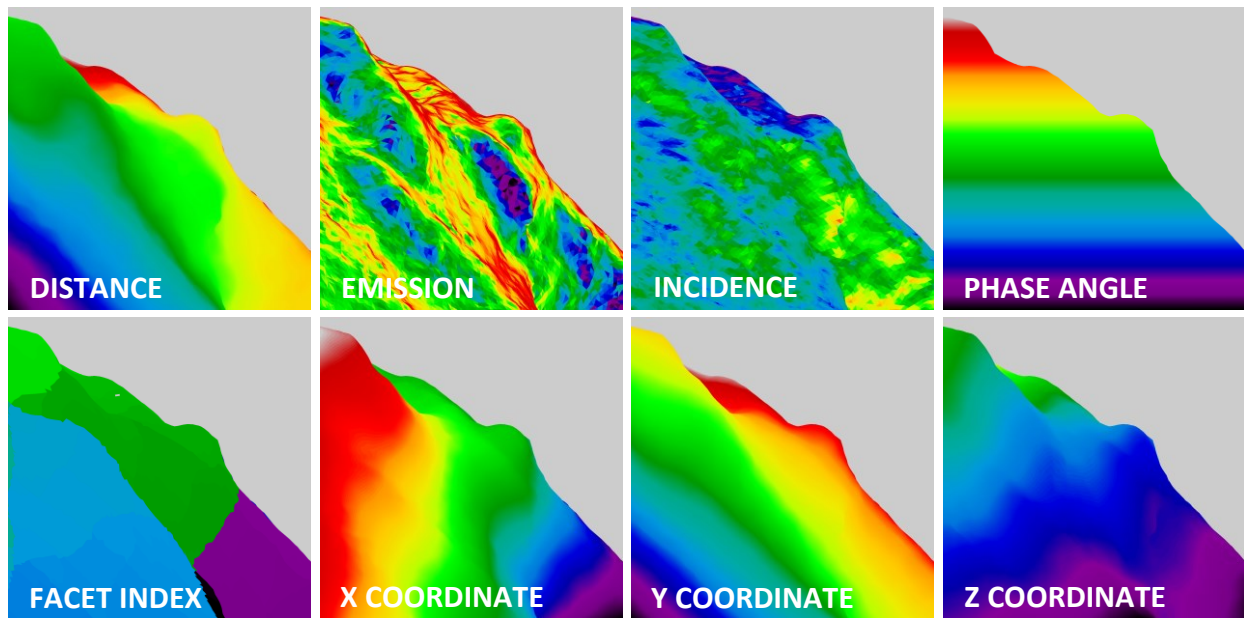 DISTANCE
EMISSION
INCIDENCE
PHASE ANGLE
FACET INDEX
X COORDINATE
Y COORDINATE
Z COORDINATE